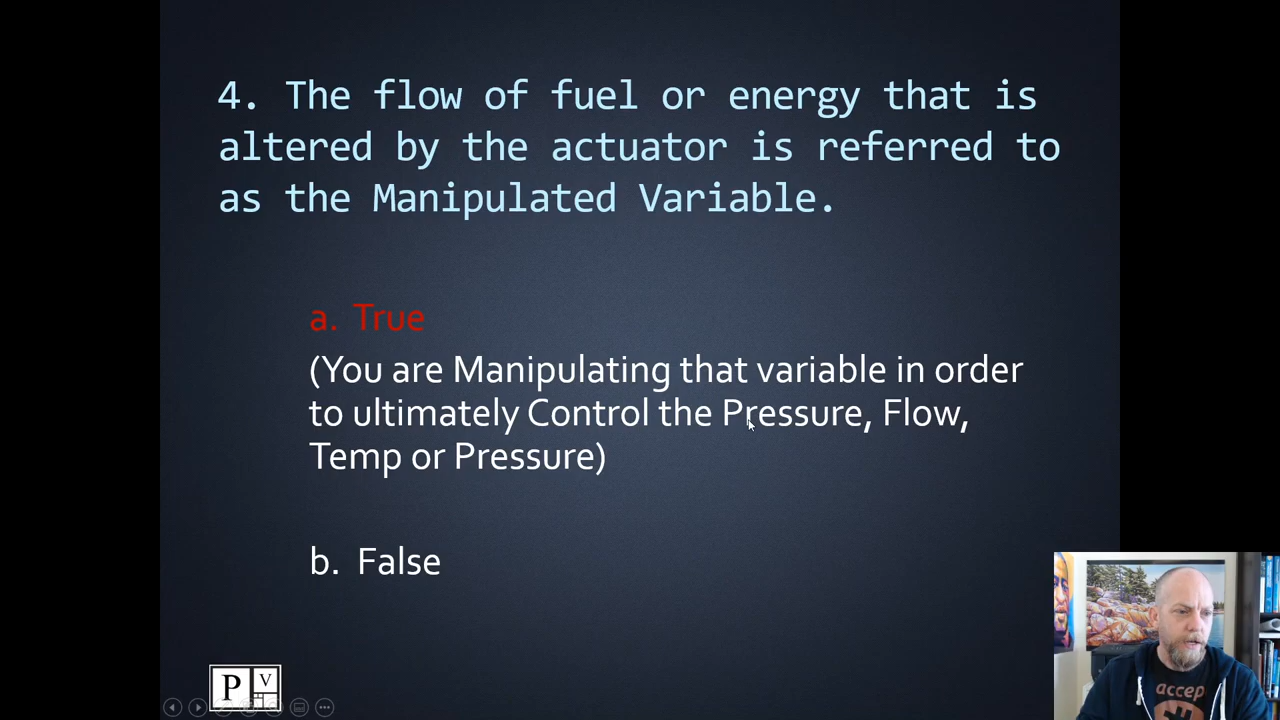 4. The flow of fuel or energy that is
altered by the actuator is referred to
as the Manipulated Variable.
a. True
(You are Manipulating that variable in order
to ultimately Control the Pressure, Flow,
Temp or Pressure)
b. False
P V
accep